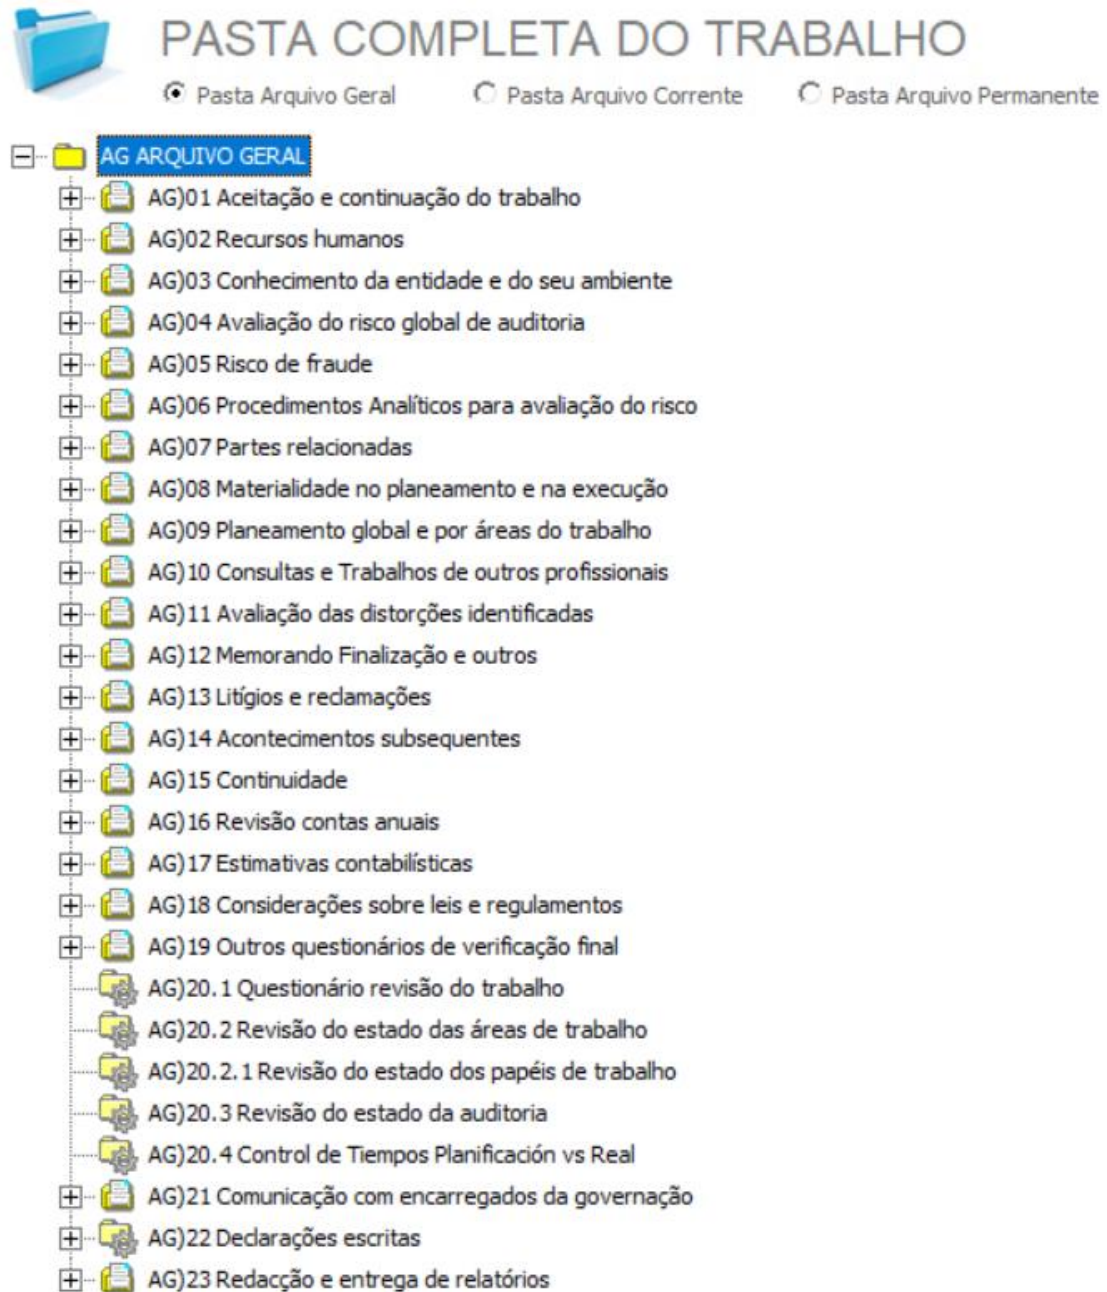 PASTA COMPLETA DO TRABALHO
Pasta Arquivo Geral Pasta Arquivo Corrente Pasta Arquivo Permanente
AG ARQUIVO GERAL
AG)01 Aceitação e continuação do trabalho
AG)02 Recursos humanos
AG)03 Conhecimento da entidade e do seu ambiente
AG)04 Avaliação do risco global de auditoria
AG)05 Risco de fraude
AG)06 Procedimentos Analíticos para avaliação do risco
AG)07 Partes relacionadas
AG)08 Materialidade no planeamento e na execução
AG)09 Planeamento global e por áreas do trabalho
AG)10 Consultas e Trabalhos de outros profissionais
AG)11 Avaliação das distorções identificadas
AG)12 Memorando Finalização e outros
AG)13 Litígios e reclamações
AG)14 Acontecimentos subsequentes
AG)15 Continuidade
AG)16 Revisão contas anuais
AG)17 Estimativas contabilísticas
AG)18 Considerações sobre leis e regulamentos
AG)19 Outros questionários de verificação final
AG)20.1 Questionário revisão do trabalho
AG)20.2 Revisão do estado das áreas de trabalho
AG)20.2.1 Revisão do estado dos papéis de trabalho
AG)20.3 Revisão do estado da auditoria
AG)20.4 Control de Tiempos Planificación vs Real
AG)21 Comunicação com encarregados da governação
AG)22 Declarações escritas
AG)23 Redacção e entrega de relatórios